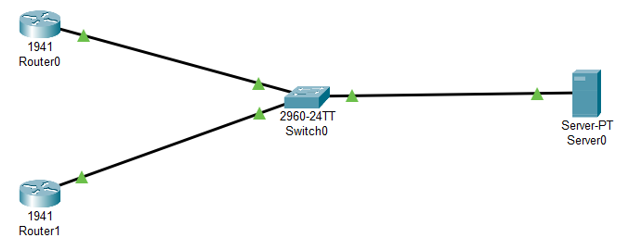 1941
Router0
2960-24TT
Switch0
Server-PT
Server0
1941
Router1